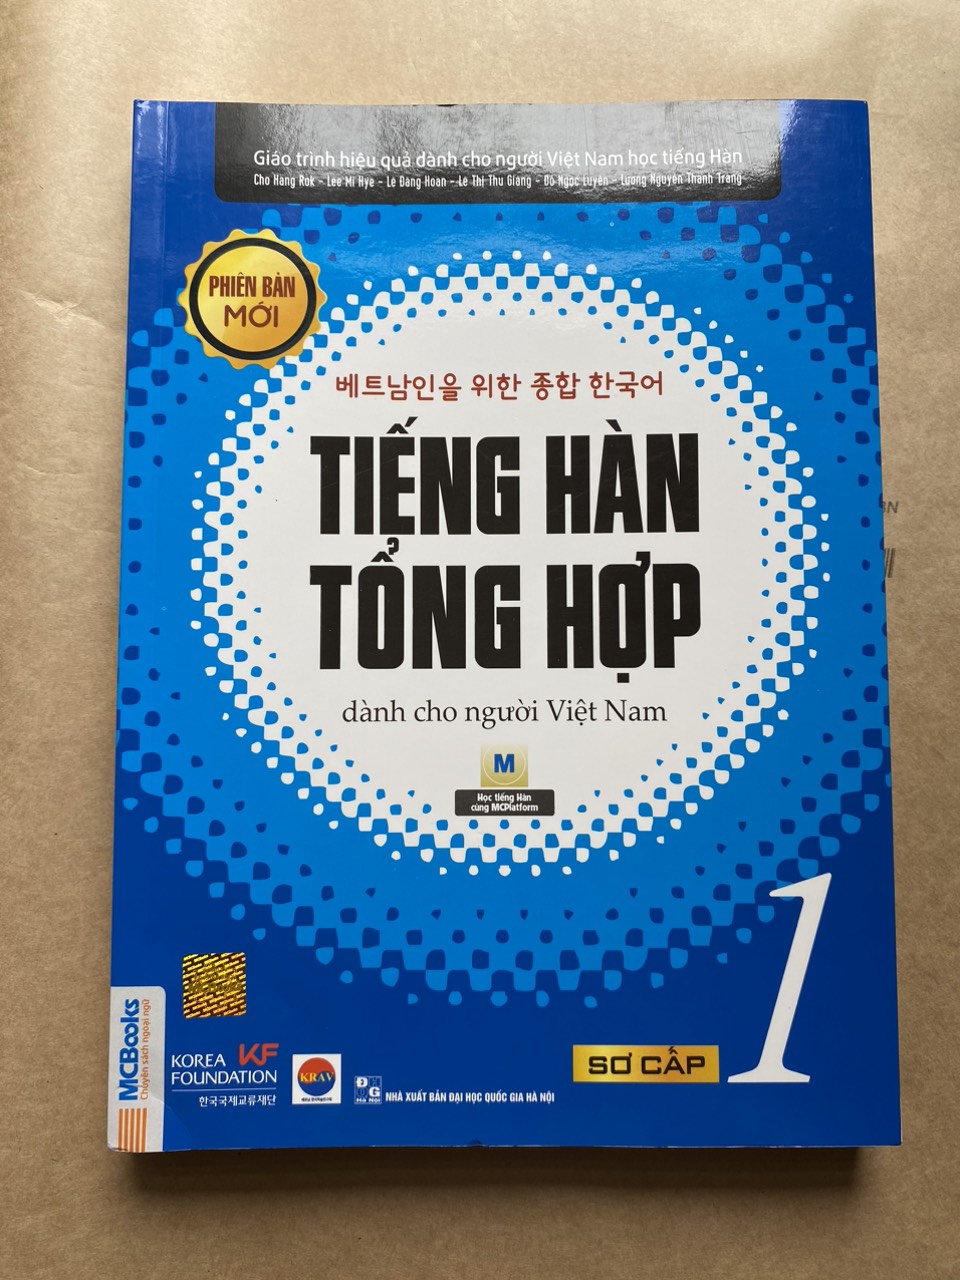 Giáo trình hiệu quả dành cho người Việt Nam học tiếng Hàn
Cho Hang Rok - Lee Mi Hye - Lê Đăng Hoan - Lê Thị Thu Giang - Đỗ Ngọc Luyến - Lương Nguyễn Thanh Trang
PHIÊN BẢN
MỚI
베트남인을 위한 종합 한국어
TIẾNG HÀN
TỔNG HỢP
dành cho người Việt Nam
M
Học tiếng Hàn
cùng MCPlatform
1
SƠ CẤP
MCBooks
Chuyên sách ngoại ngữ
KOREA KF
FOUNDATION
한국국제교류재단
KRAV
NHÀ XUẤT BẢN ĐẠI HỌC QUỐC GIA HÀ NỘI